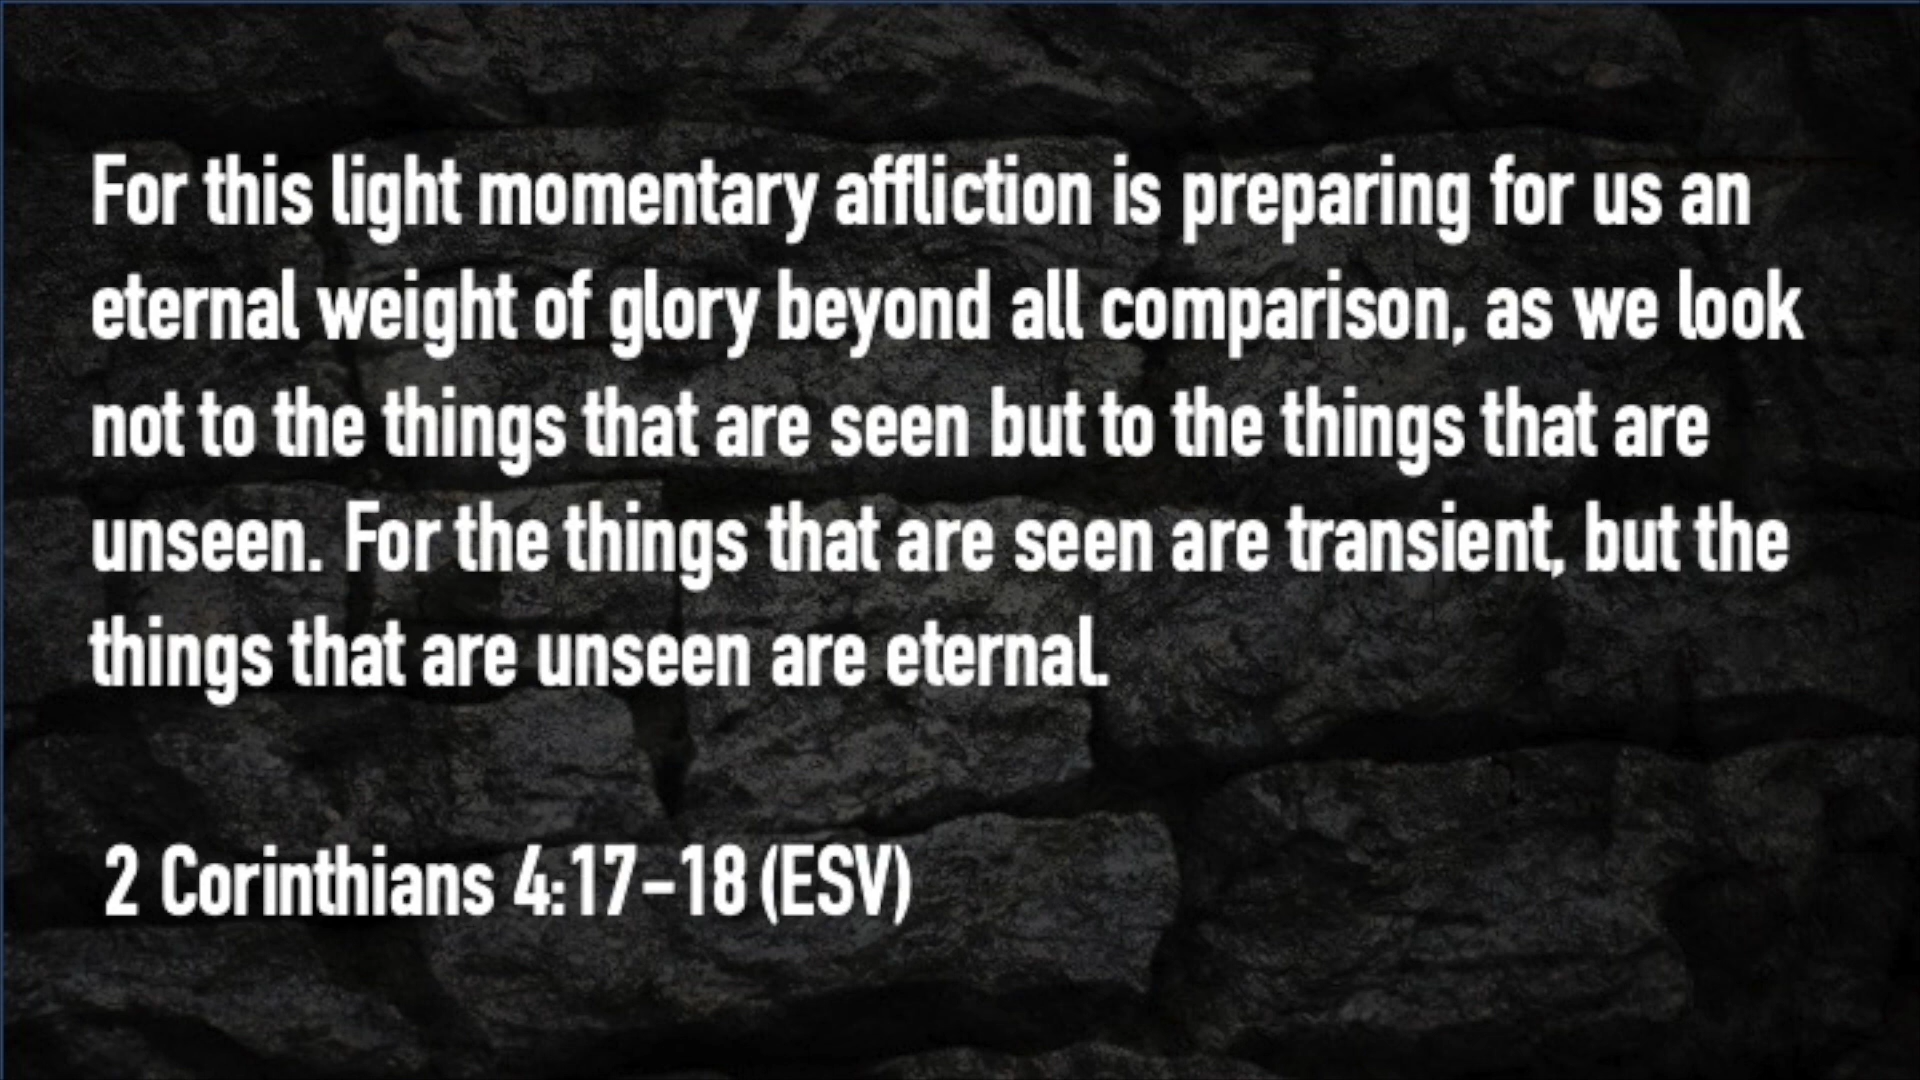 For this light momentary affliction is preparing for us an
eternal weight of glory beyond all comparison, as we look
not to the things that are seen but to the things that are
unseen. For the things that are seen are transient, but the
things that are unseen are eternal.
2 Corinthians 4:17-18 (ESV)